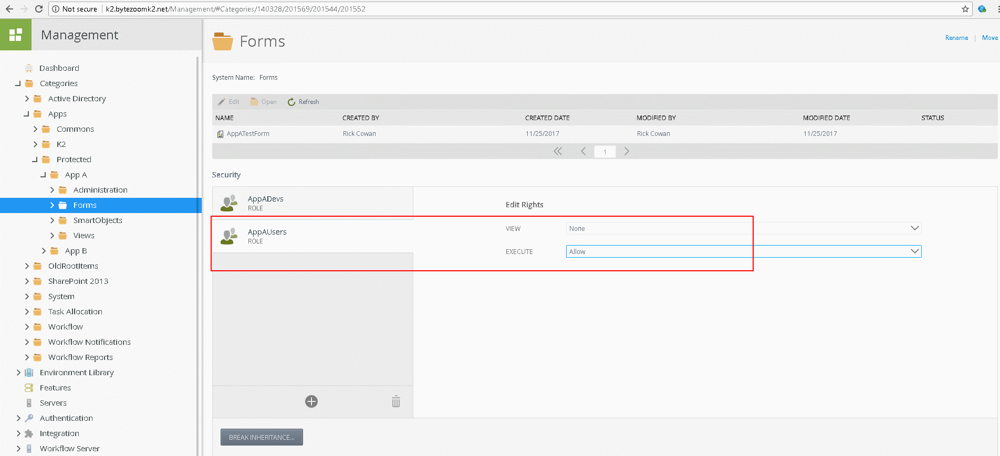 Not secure k2.bytezoomk2.net/Management/#Categories/140328/201569/201544/201552
Management
Dashboard
Categories
Active Directory
Apps
Commons
K2
Protected
App A
Administration
Forms
SmartObjects
Views
App B
OldRootItems
SharePoint 2013
System
Task Allocation
Workflow
Workflow Notifications
Workflow Reports
Environment Library
Features
Servers
Authentication
Integration
Workflow Server
Forms
Rename Move
System Name: Forms
Edit Open Refresh
NAME CREATED BY CREATED DATE MODIFIED BY MODIFIED DATE STATUS
AppATestForm Rick Cowan 11/25/2017 Rick Cowan 11/25/2017
1
Security
AppADevs
ROLE
AppAUsers
ROLE
Edit Rights
VIEW None
EXECUTE Allow
BREAK INHERITANCE...